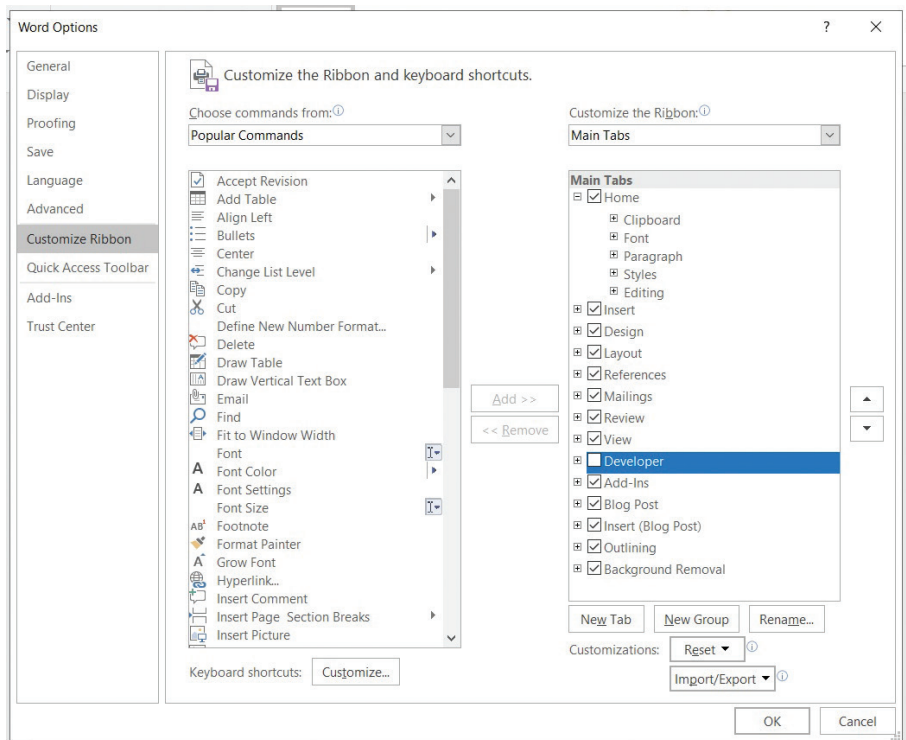 Word Options
?
General
Display
Proofing
Save
Language
Advanced
Customize Ribbon
Quick Access Toolbar
Add-Ins
Trust Center
Customize the Ribbon and keyboard shortcuts.
Choose commands from:
Popular Commands
Accept Revision
Add Table
Align Left
Bullets
Center
Change List Level
Copy
Cut
Define New Number Format...
Delete
Draw Table
Draw Vertical Text Box
Email
Find
Fit to Window Width
Font
Font Color
Font Settings
Font Size
Footnote
Format Painter
Grow Font
Hyperlink...
Insert Comment
Insert Page  Section Breaks
Insert Picture
Keyboard shortcuts: Customize...
Add >>
<< Remove
Customize the Ribbon:
Main Tabs
Main Tabs
Home
Clipboard
Font
Paragraph
Styles
Editing
Insert
Design
Layout
References
Mailings
Review
View
Developer
Add-Ins
Blog Post
Insert (Blog Post)
Outlining
Background Removal
New Tab New Group Rename...
Customizations: Reset
Import/Export
OK Cancel